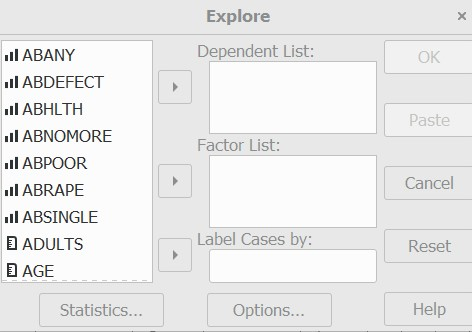 Explore
×
ABANY
ABDEFECT
ABHLTH
ABNOMORE
ABPOOR
ABRAPE
ABSINGLE
ADULTS
AGE
Dependent List:
Factor List:
Label Cases by:
OK
Paste
Cancel
Reset
Help
Statistics...
Options...